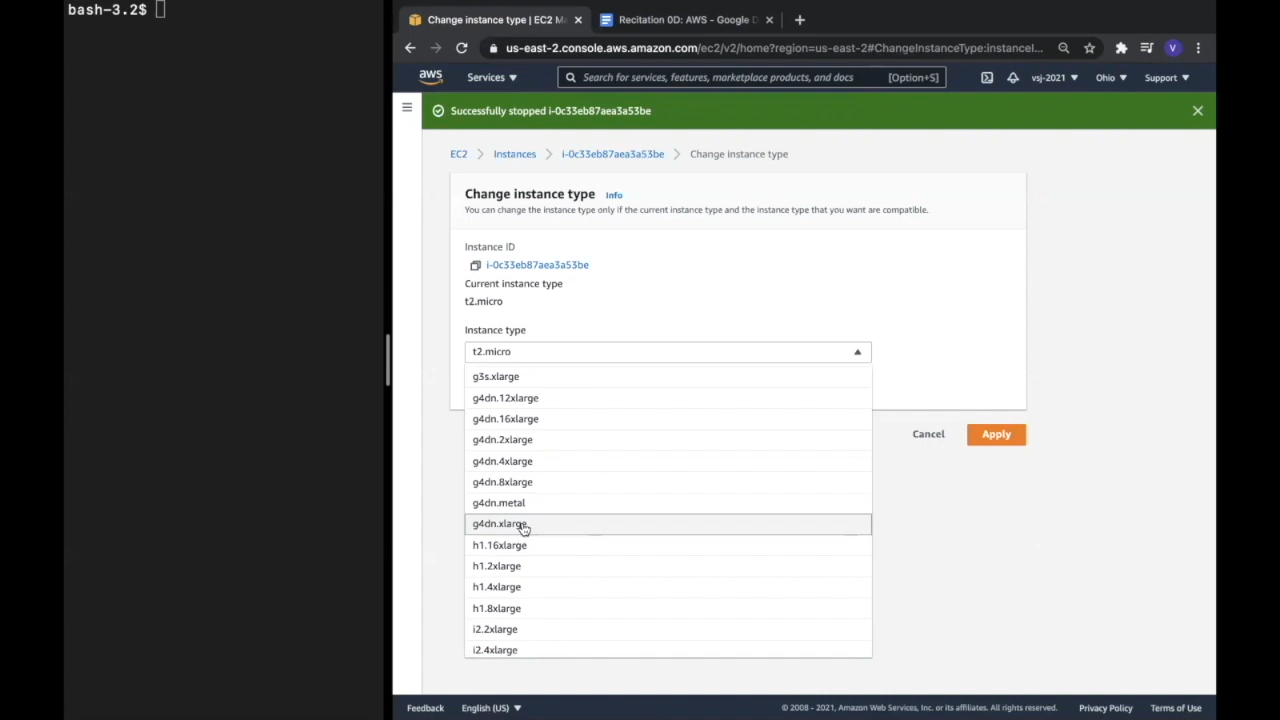 bash-3.2$
Change instance type | EC2 Ma
Recitation 0D: AWS - Google D
us-east-2.console.aws.amazon.com/ec2/v2/home?region=us-east-2#ChangeInstanceType:instanceI...
V
aws
Services
Search for services, features, marketplace products, and docs
[Option+S]
vsj-2021
Ohio
Support
Successfully stopped i-0c33eb87aea3a53be
EC2
Instances
i-0c33eb87aea3a53be
Change instance type
Change instance type
Info
You can change the instance type only if the current instance type and the instance type that you want are compatible.
Instance ID
i-0c33eb87aea3a53be
Current instance type
t2.micro
Instance type
t2.micro
g3s.xlarge
g4dn.12xlarge
g4dn.16xlarge
g4dn.2xlarge
g4dn.4xlarge
g4dn.8xlarge
g4dn.metal
g4dn.xlarge
h1.16xlarge
h1.2xlarge
h1.4xlarge
h1.8xlarge
i2.2xlarge
i2.4xlarge
Cancel
Apply
Feedback
English (US)
© 2008 - 2021, Amazon Web Services, Inc. or its affiliates. All rights reserved.
Privacy Policy
Terms of Use